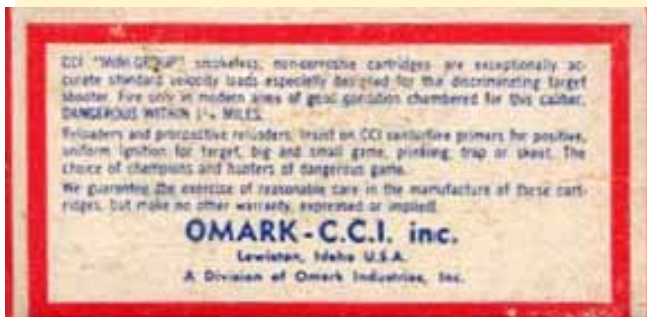 CCI "MINI-GROUP" smokeless, non-corrosive cartridges are exceptionally ac-
curate standard velocity loads especially designed for the discriminating target
shooter. Fire only in modern arms of good condition chambered for this caliber.
DANGEROUS WITHIN 1¼ MILES.
Reloaders and prospective reloaders, insist on CCI centerfire primers for positive,
uniform ignition for target, big and small game, plinking, trap or skeet. The
choice of champions and hunters of dangerous game.
We guarantee the exercise of reasonable care in the manufacture of these cart-
ridges, but make no other warranty, expressed or implied.
OMARK - C.C.I. inc.
Lewiston, Idaho U.S.A.
A Division of Omark Industries, Inc.